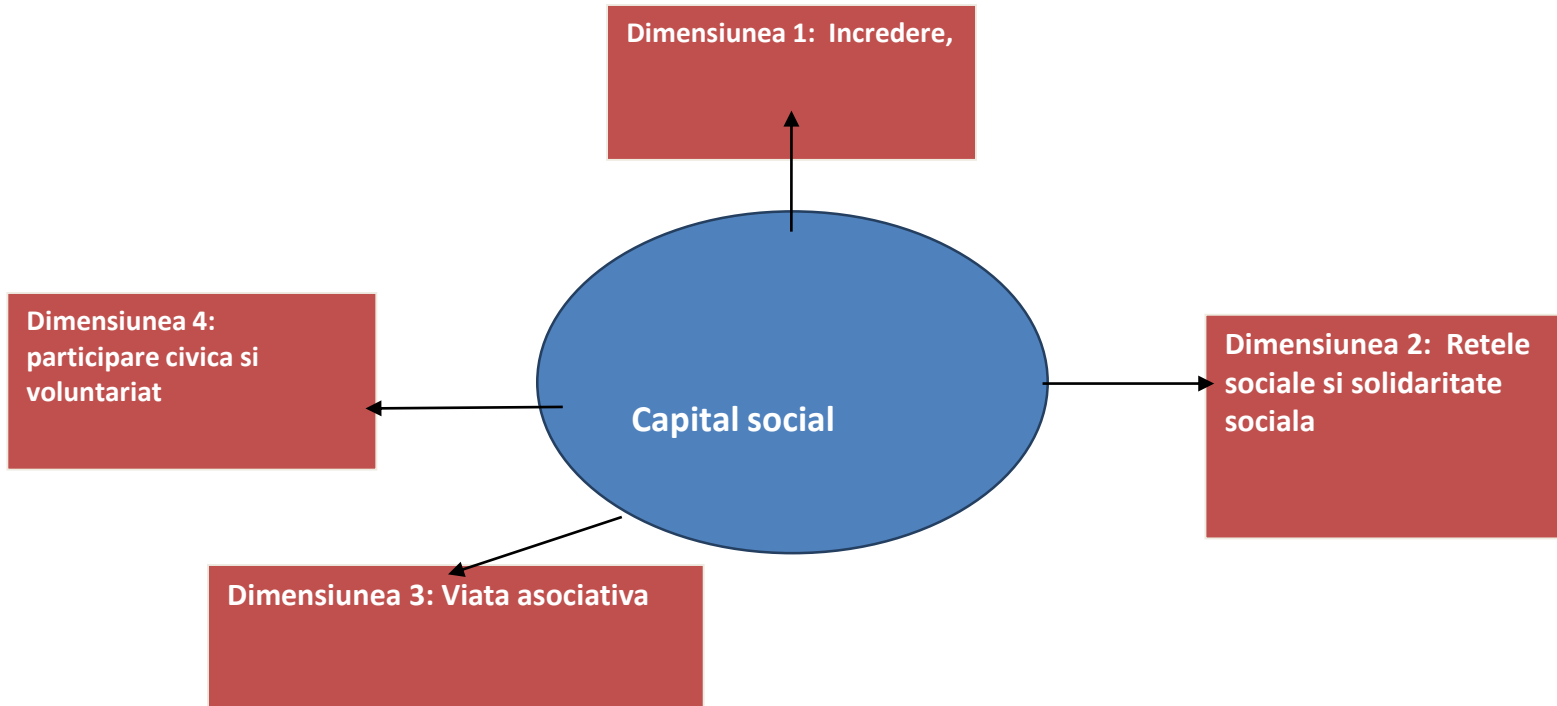 Dimensiunea 1:  Incredere,
Dimensiunea 4:
participare civica si
voluntariat
Capital social
Dimensiunea 2:  Retele
sociale si solidaritate
sociala
Dimensiunea 3: Viata asociativa